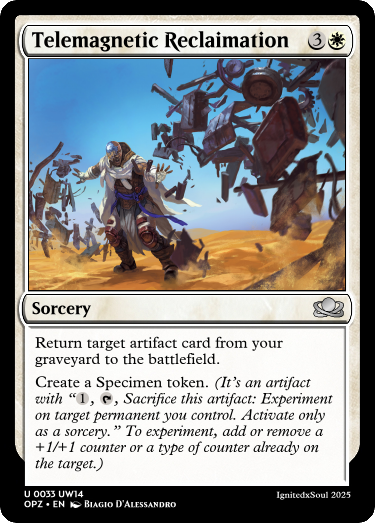 Telemagnetic Reclaimation 3
Sorcery
Return target artifact card from your
graveyard to the battlefield.
Create a Specimen token. (It's an artifact
with “1, , Sacrifice this artifact: Experiment
on target permanent you control. Activate only
as a sorcery.” To experiment, add or remove a
+1/+1 counter or a type of counter already on
the target.)
U 0033 UW14
OPZ • EN Biagio D'Alessandro
IgnitedxSoul 2025